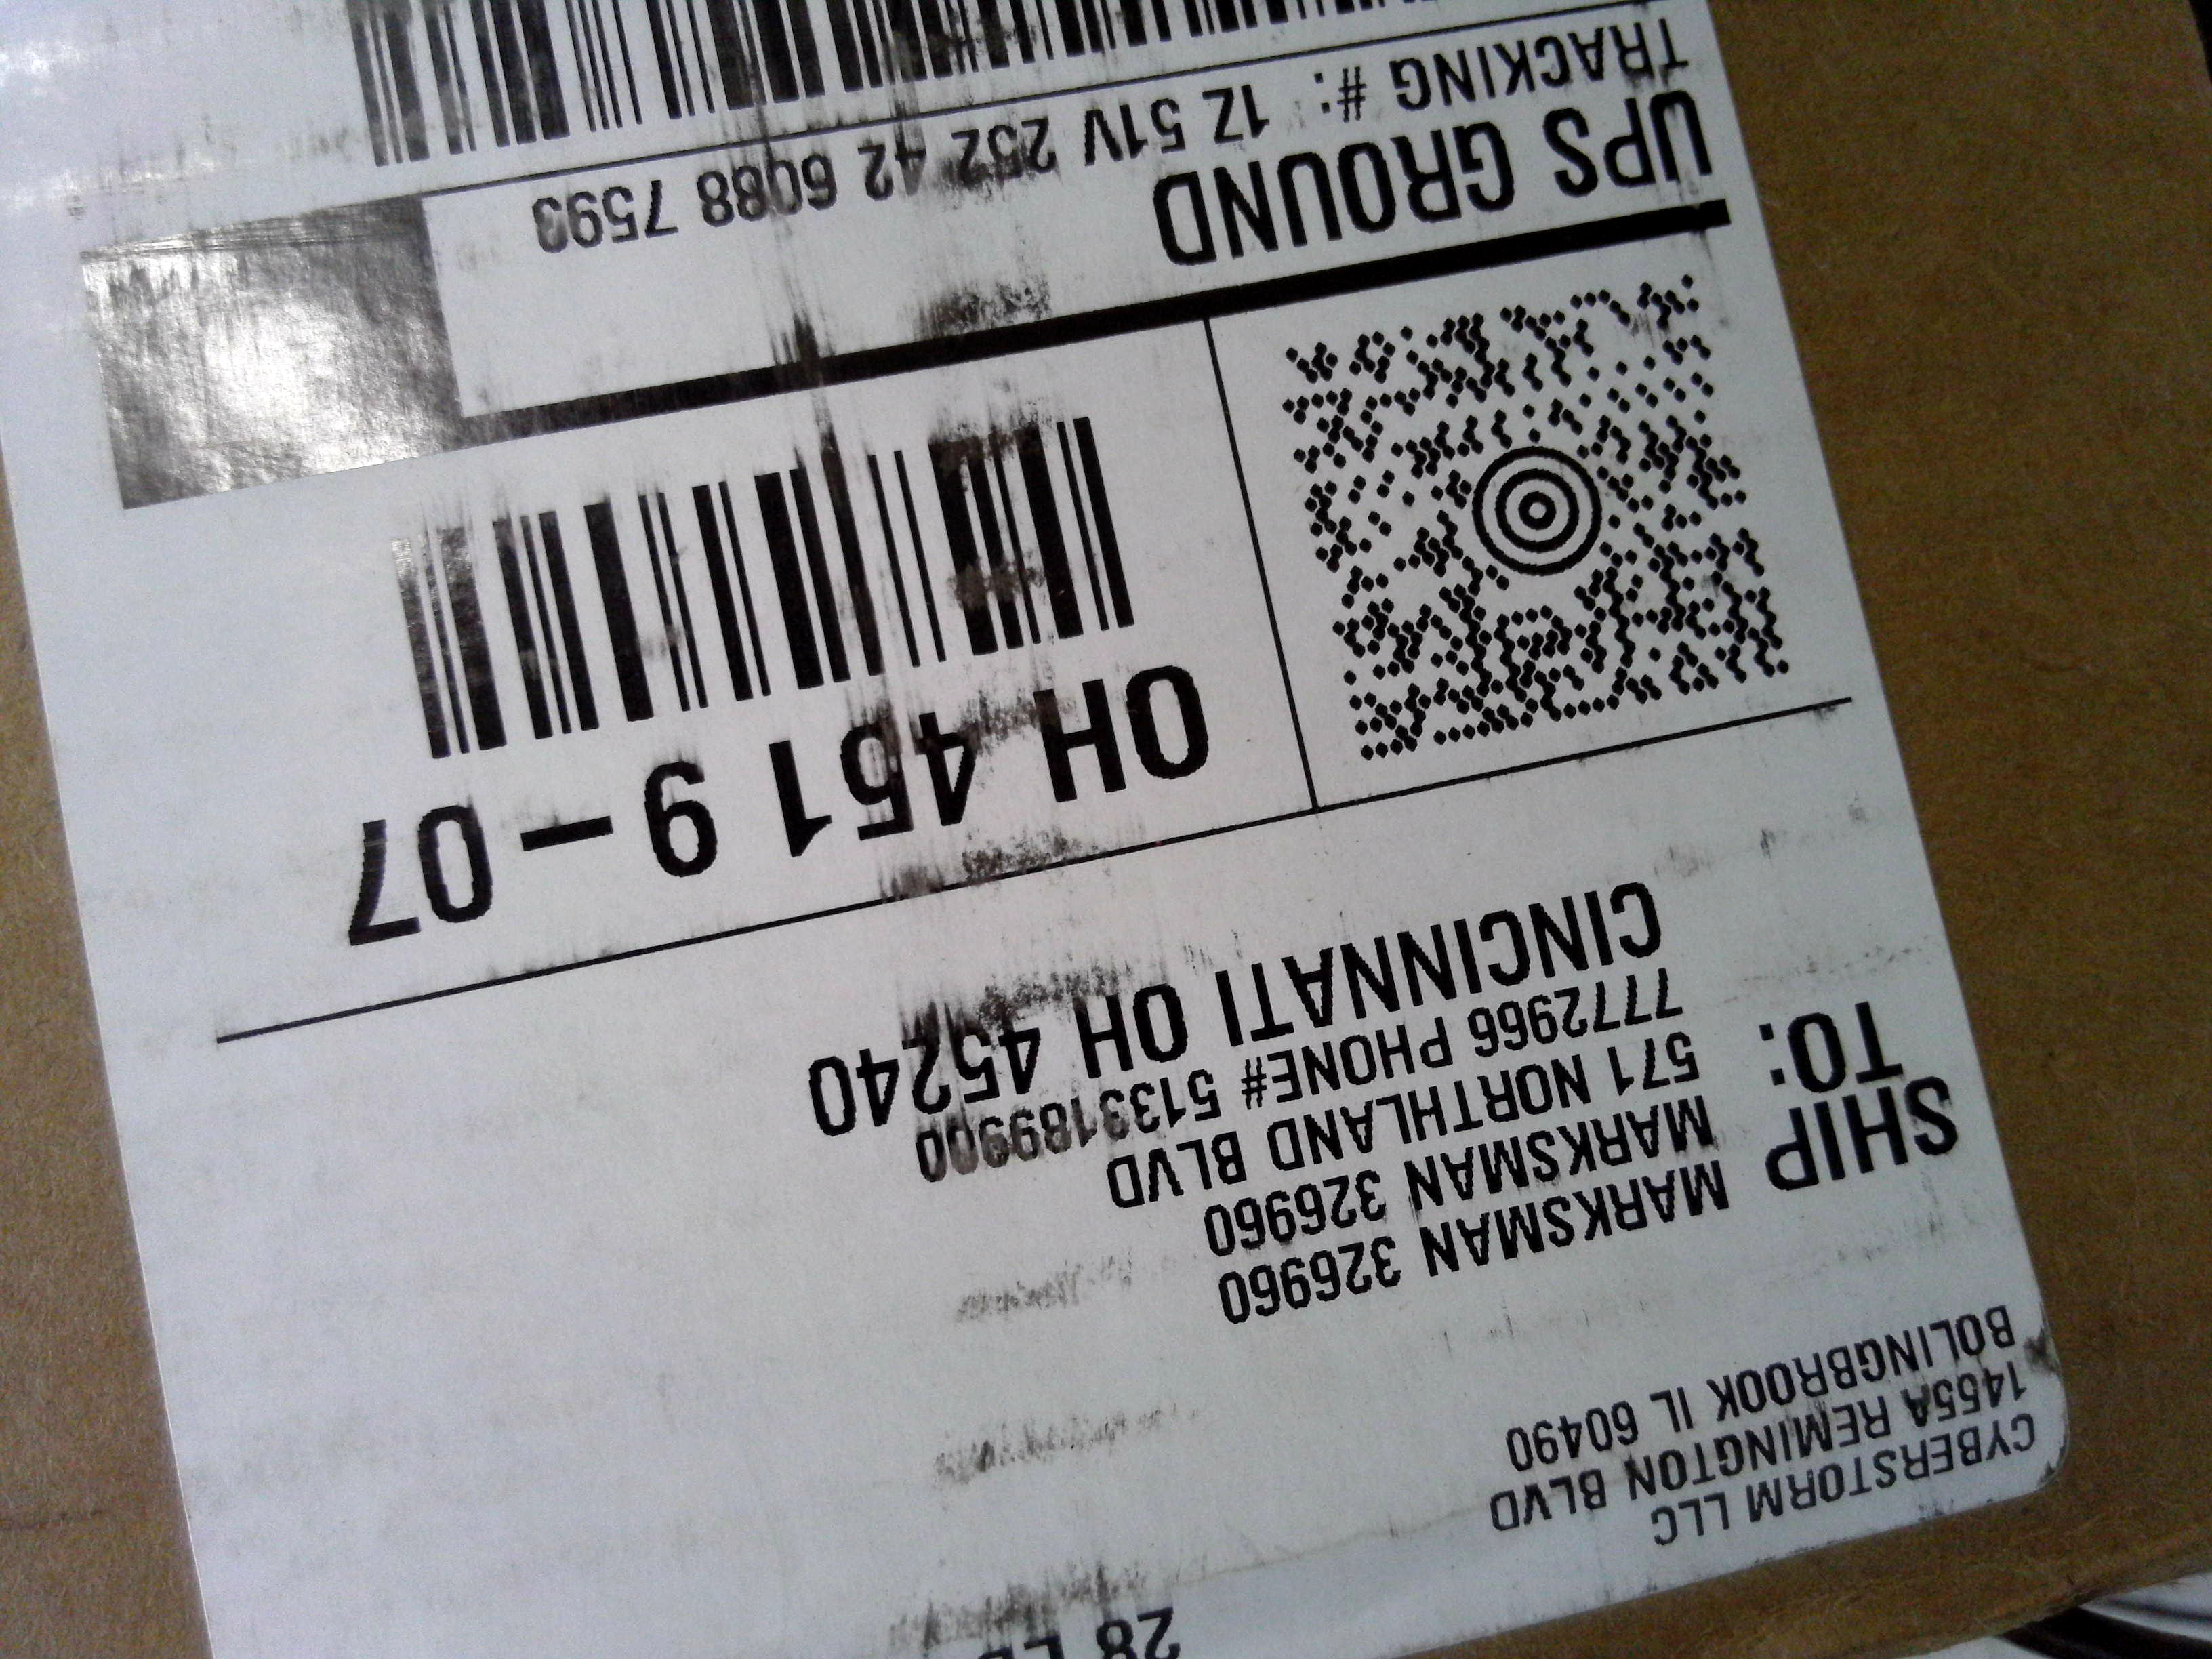 28 L
CYBERSTORM LLC
1455A REMINGTON BLVD
BOLINGBROOK IL 60490
SHIP
TO:
MARKSMAN 326960
MARKSMAN 326960
571 NORTHLAND BLVD
7772966 PHONE# 5133189900
CINCINNATI OH 45240
OH 451 9-07
UPS GROUND
TRACKING #: 1Z 51V 252 42 6088 7593